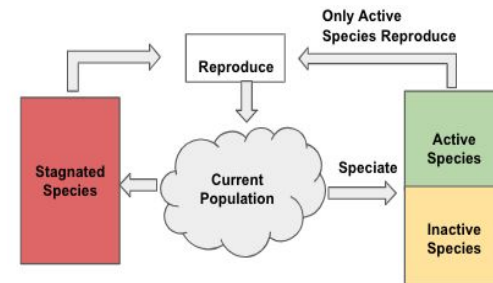 Only Active
Species Reproduce
Reproduce
Stagnated
Species
Current
Population
Speciate
Active
Species
Inactive
Species